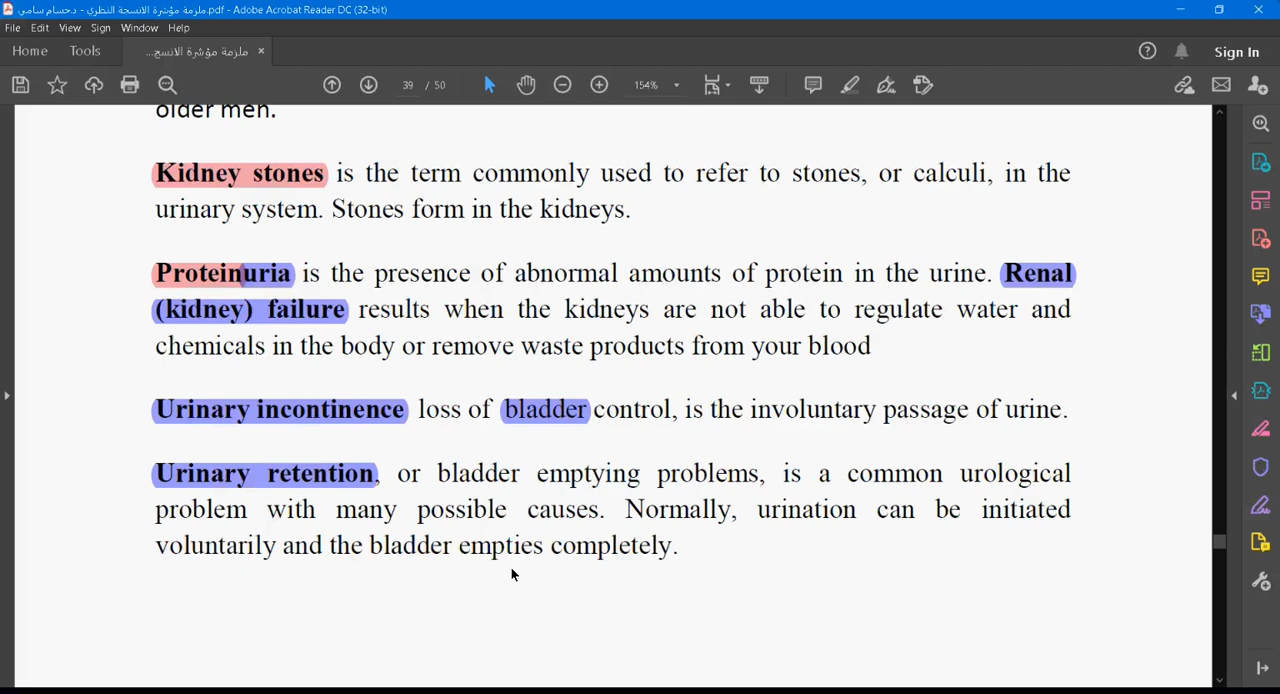 ملزمة مؤشرة الانسجة النظري - د.حسام سامي.pdf - Adobe Acrobat Reader DC (32-bit)
File Edit View Sign Window Help
Home Tools ملزمة مؤشرة الانسج... × Sign In
39 / 50 154%
older men.
Kidney stones is the term commonly used to refer to stones, or calculi, in the
urinary system. Stones form in the kidneys.
Proteinuria is the presence of abnormal amounts of protein in the urine. Renal
(kidney) failure results when the kidneys are not able to regulate water and
chemicals in the body or remove waste products from your blood
Urinary incontinence loss of bladder control, is the involuntary passage of urine.
Urinary retention, or bladder emptying problems, is a common urological
problem with many possible causes. Normally, urination can be initiated
voluntarily and the bladder empties completely.